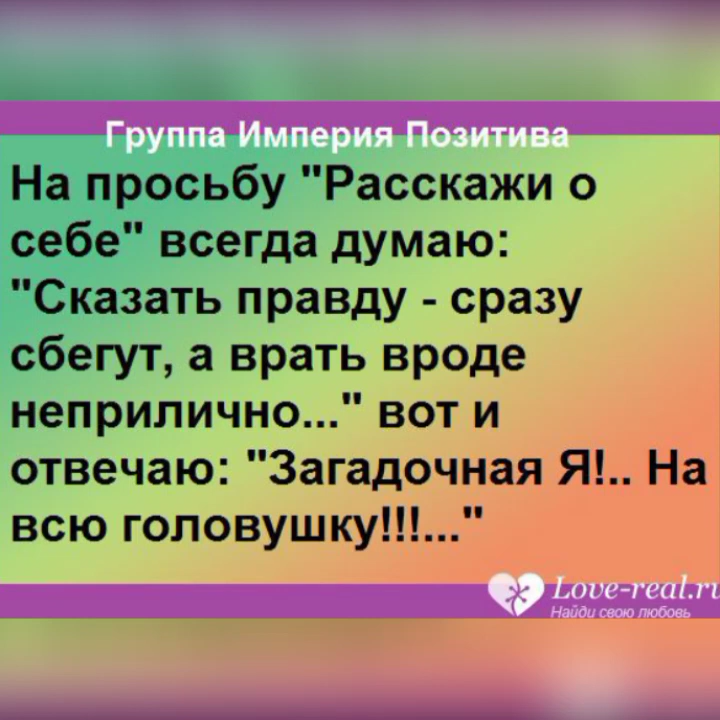 Группа Империя Позитива
На просьбу "Расскажи о
себе" всегда думаю:
"Сказать правду - сразу
сбегут, а врать вроде
неприлично..." вот и
отвечаю: "Загадочная Я!.. На
всю головушку!!!..."
Love-real.ru
Найди свою любовь